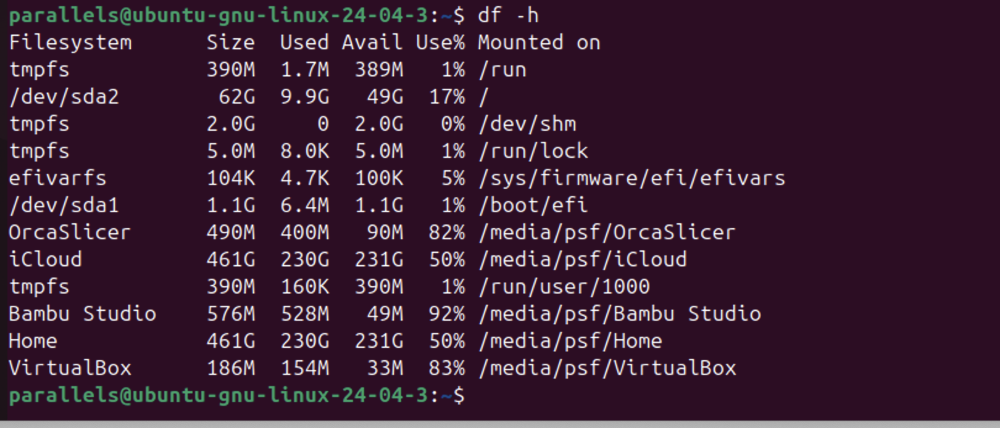 parallels@ubuntu-gnu-linux-24-04-3:~$ df -h
Filesystem      Size  Used Avail Use% Mounted on
tmpfs           390M  1.7M  389M   1% /run
/dev/sda2        62G  9.9G   49G  17% /
tmpfs           2.0G     0  2.0G   0% /dev/shm
tmpfs           5.0M  8.0K  5.0M   1% /run/lock
efivarfs        104K  4.7K  100K   5% /sys/firmware/efi/efivars
/dev/sda1       1.1G  6.4M  1.1G   1% /boot/efi
OrcaSlicer      490M  400M   90M  82% /media/psf/OrcaSlicer
iCloud          461G  230G  231G  50% /media/psf/iCloud
tmpfs           390M  160K  390M   1% /run/user/1000
Bambu Studio    576M  528M   49M  92% /media/psf/Bambu Studio
Home            461G  230G  231G  50% /media/psf/Home
VirtualBox      186M  154M   33M  83% /media/psf/VirtualBox
parallels@ubuntu-gnu-linux-24-04-3:~$